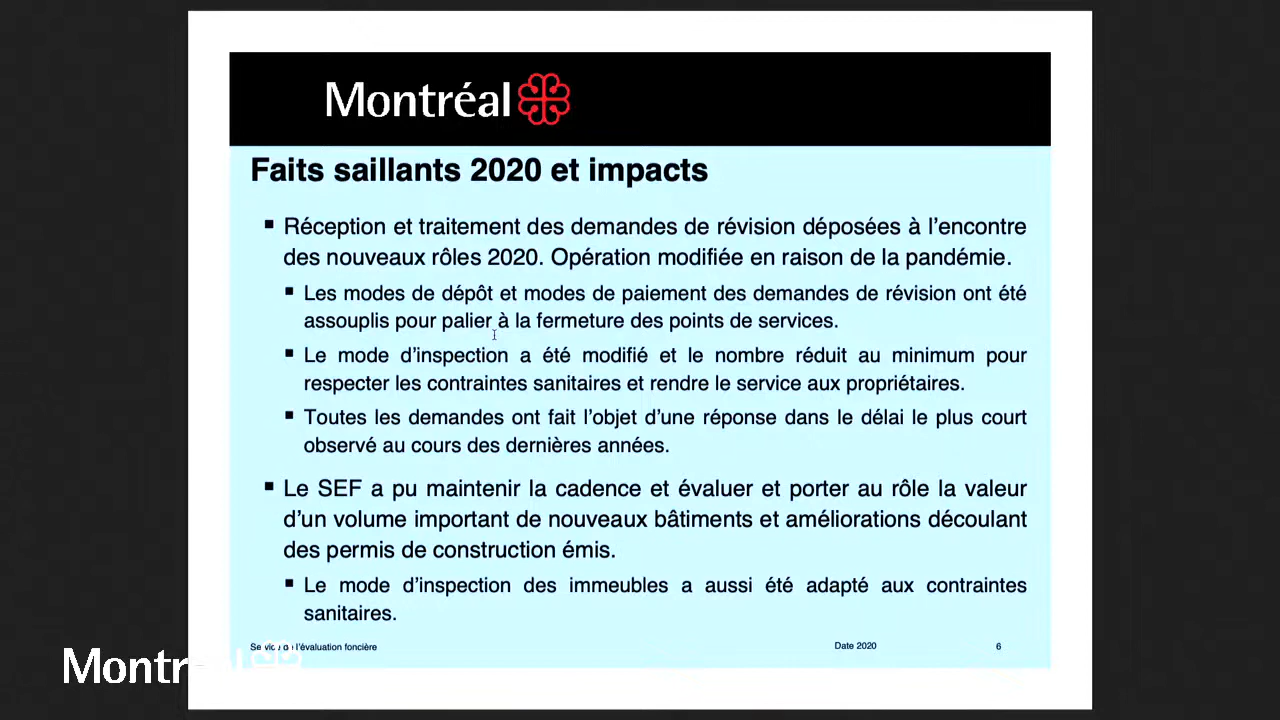 Montréal
Faits saillants 2020 et impacts
▪ Réception et traitement des demandes de révision déposées à l’encontre
des nouveaux rôles 2020. Opération modifiée en raison de la pandémie.
▪ Les modes de dépôt et modes de paiement des demandes de révision ont été
assouplis pour palier à la fermeture des points de services.
▪ Le mode d’inspection a été modifié et le nombre réduit au minimum pour
respecter les contraintes sanitaires et rendre le service aux propriétaires.
▪ Toutes les demandes ont fait l’objet d’une réponse dans le délai le plus court
observé au cours des dernières années.
▪ Le SEF a pu maintenir la cadence et évaluer et porter au rôle la valeur
d’un volume important de nouveaux bâtiments et améliorations découlant
des permis de construction émis.
▪ Le mode d’inspection des immeubles a aussi été adapté aux contraintes
sanitaires.
Service de l’évaluation foncière Date 2020 6
Montréal